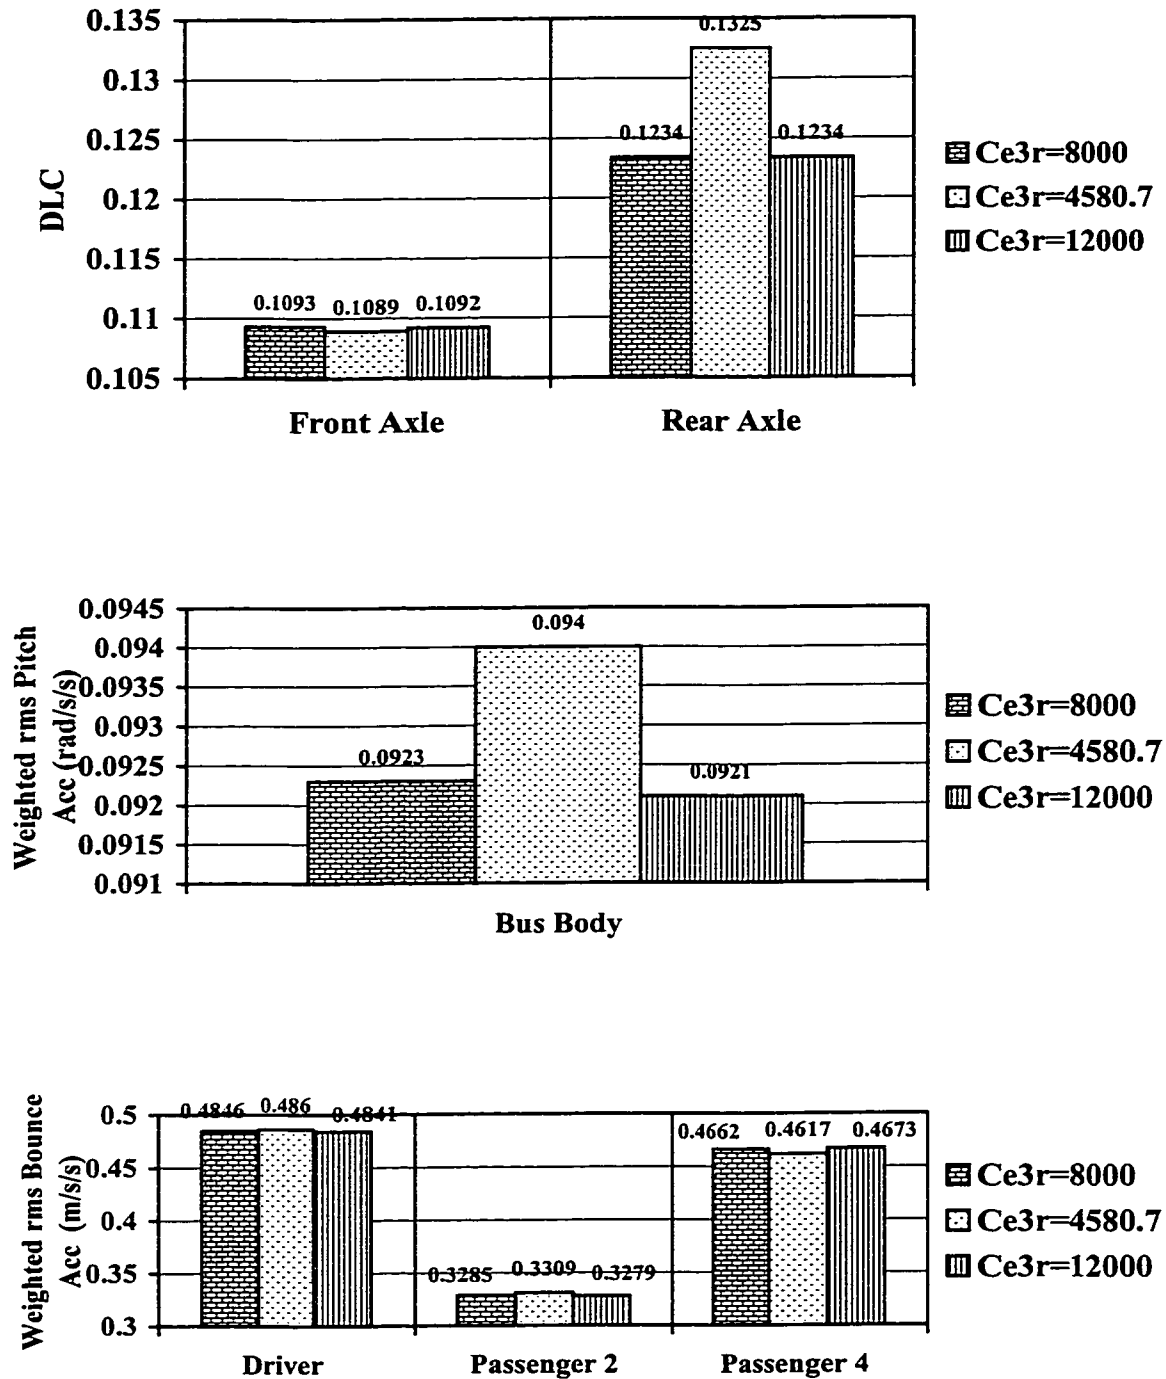 0.135
0.13
0.125
0.12
0.115
0.11
0.105
DLC
0.1093
0.1089
0.1092
0.1234
0.1325
0.1234
Front Axle
Rear Axle
Ce3r=8000
Ce3r=4580.7
Ce3r=12000
Weighted rms Pitch
Acc (rad/s/s)
0.0945
0.094
0.0935
0.093
0.0925
0.092
0.0915
0.091
0.0923
0.094
0.0921
Bus Body
Ce3r=8000
Ce3r=4580.7
Ce3r=12000
Weighted rms Bounce
Acc (m/s/s)
0.5
0.45
0.4
0.35
0.3
0.4846
0.486
0.4841
0.3285
0.3309
0.3279
0.4662
0.4617
0.4673
Driver
Passenger 2
Passenger 4
Ce3r=8000
Ce3r=4580.7
Ce3r=12000